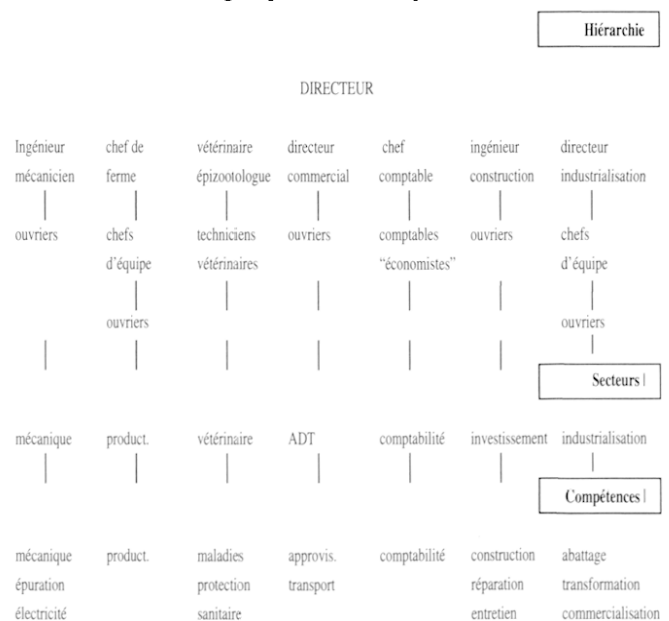 Hiérarchie
DIRECTEUR
Ingénieur chef de vétérinaire directeur chef ingénieur directeur
mécanicien ferme épizootologue commercial comptable construction industrialisation
ouvriers chefs techniciens ouvriers comptables ouvriers chefs
d'équipe vétérinaires "économistes" d'équipe
ouvriers ouvriers
Secteurs
mécanique product. vétérinaire ADT comptabilité investissement industrialisation
Compétences
mécanique product. maladies approvis. comptabilité construction abattage
épuration protection transport réparation transformation
électricité sanitaire entretien commercialisation